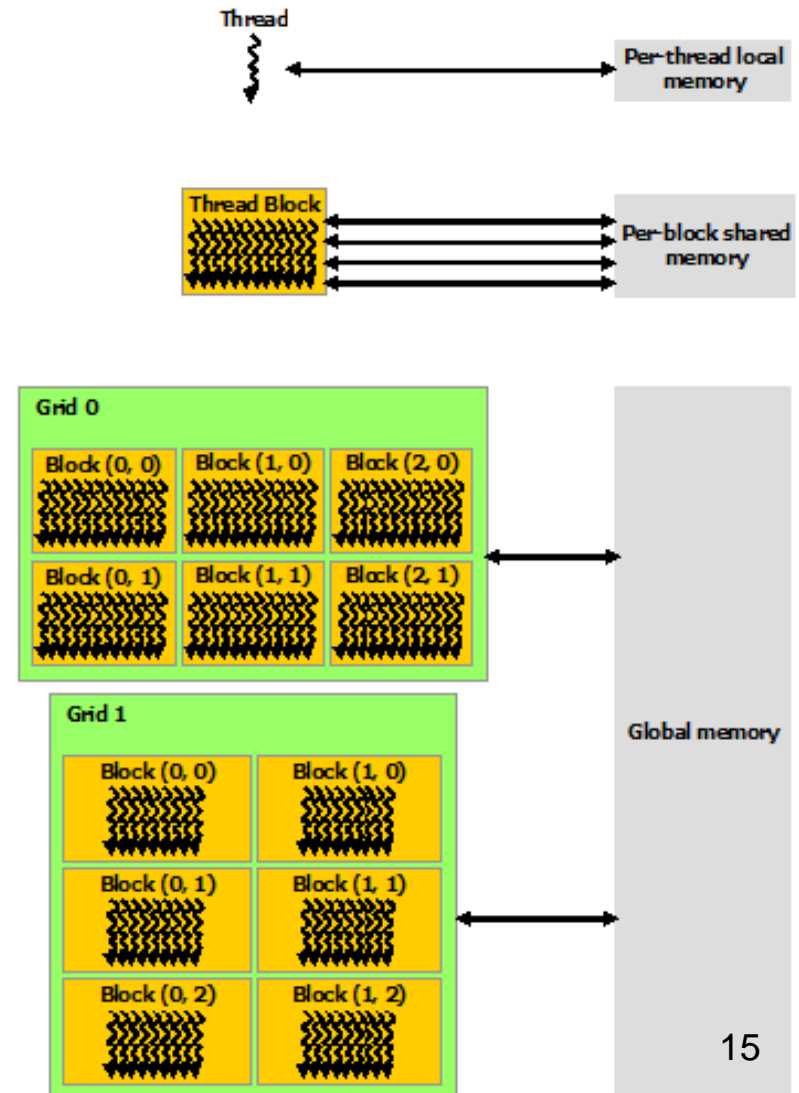 Thread
Per-thread local
memory
Thread Block
Per-block shared
memory
Grid 0
Block (0, 0)
Block (1, 0)
Block (2, 0)
Block (0, 1)
Block (1, 1)
Block (2, 1)
Grid 1
Global memory
Block (0, 0)
Block (1, 0)
Block (0, 1)
Block (1, 1)
Block (0, 2)
Block (1, 2)
15